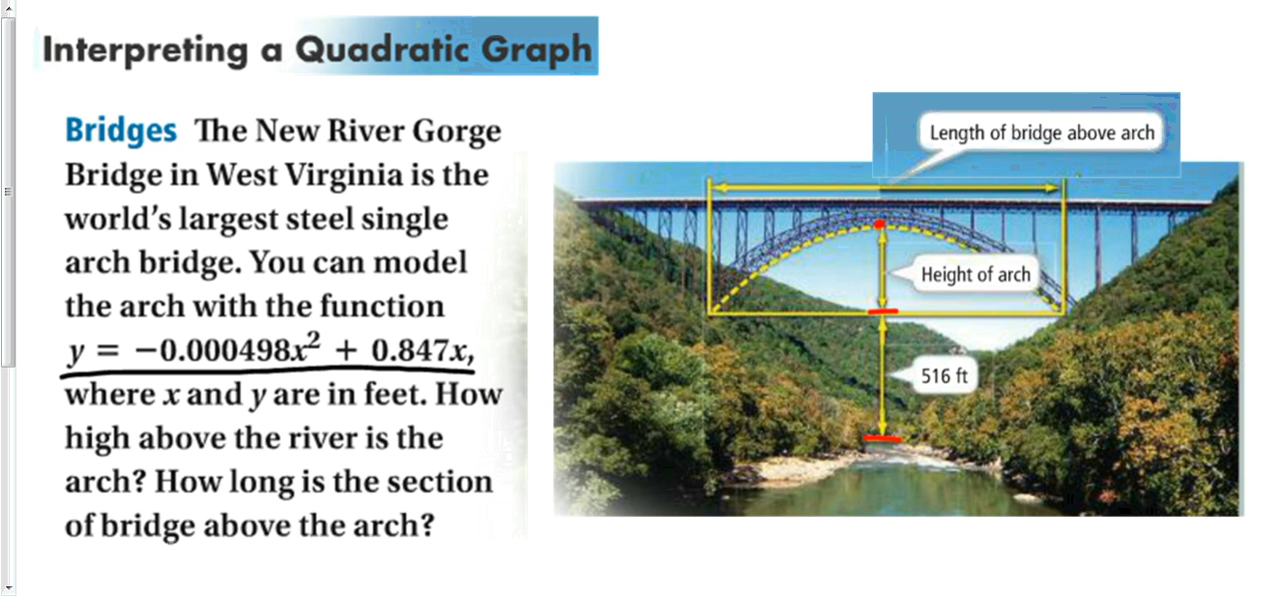 Interpreting a Quadratic Graph
Bridges The New River Gorge
Bridge in West Virginia is the
world's largest steel single
arch bridge. You can model
the arch with the function
y = −0.000498x² + 0.847x,
where x and y are in feet. How
high above the river is the
arch? How long is the section
of bridge above the arch?
Length of bridge above arch
Height of arch
516 ft